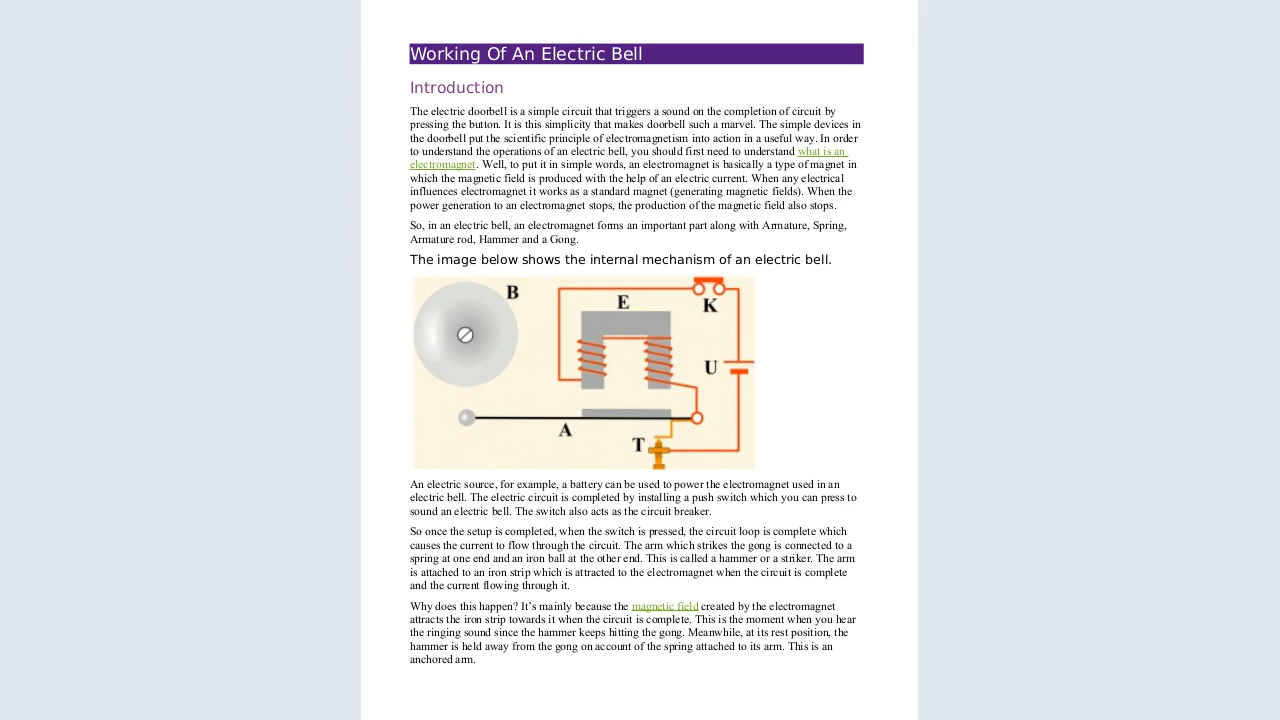 Working Of An Electric Bell
Introduction
The electric doorbell is a simple circuit that triggers a sound on the completion of circuit by
pressing the button. It is this simplicity that makes doorbell such a marvel. The simple devices in
the doorbell put the scientific principle of electromagnetism into action in a useful way. In order
to understand the operations of an electric bell, you should first need to understand what is an
electromagnet. Well, to put it in simple words, an electromagnet is basically a type of magnet in
which the magnetic field is produced with the help of an electric current. When any electrical
influences electromagnet it works as a standard magnet (generating magnetic fields). When the
power generation to an electromagnet stops, the production of the magnetic field also stops.
So, in an electric bell, an electromagnet forms an important part along with Armature, Spring,
Armature rod, Hammer and a Gong.
The image below shows the internal mechanism of an electric bell.
B
E
K
U
A
T
An electric source, for example, a battery can be used to power the electromagnet used in an
electric bell. The electric circuit is completed by installing a push switch which you can press to
sound an electric bell. The switch also acts as the circuit breaker.
So once the setup is completed, when the switch is pressed, the circuit loop is complete which
causes the current to flow through the circuit. The arm which strikes the gong is connected to a
spring at one end and an iron ball at the other end. This is called a hammer or a striker. The arm
is attached to an iron strip which is attracted to the electromagnet when the circuit is complete
and the current flowing through it.
Why does this happen? It’s mainly because the magnetic field created by the electromagnet
attracts the iron strip towards it when the circuit is complete. This is the moment when you hear
the ringing sound since the hammer keeps hitting the gong. Meanwhile, at its rest position, the
hammer is held away from the gong on account of the spring attached to its arm. This is an
anchored arm.